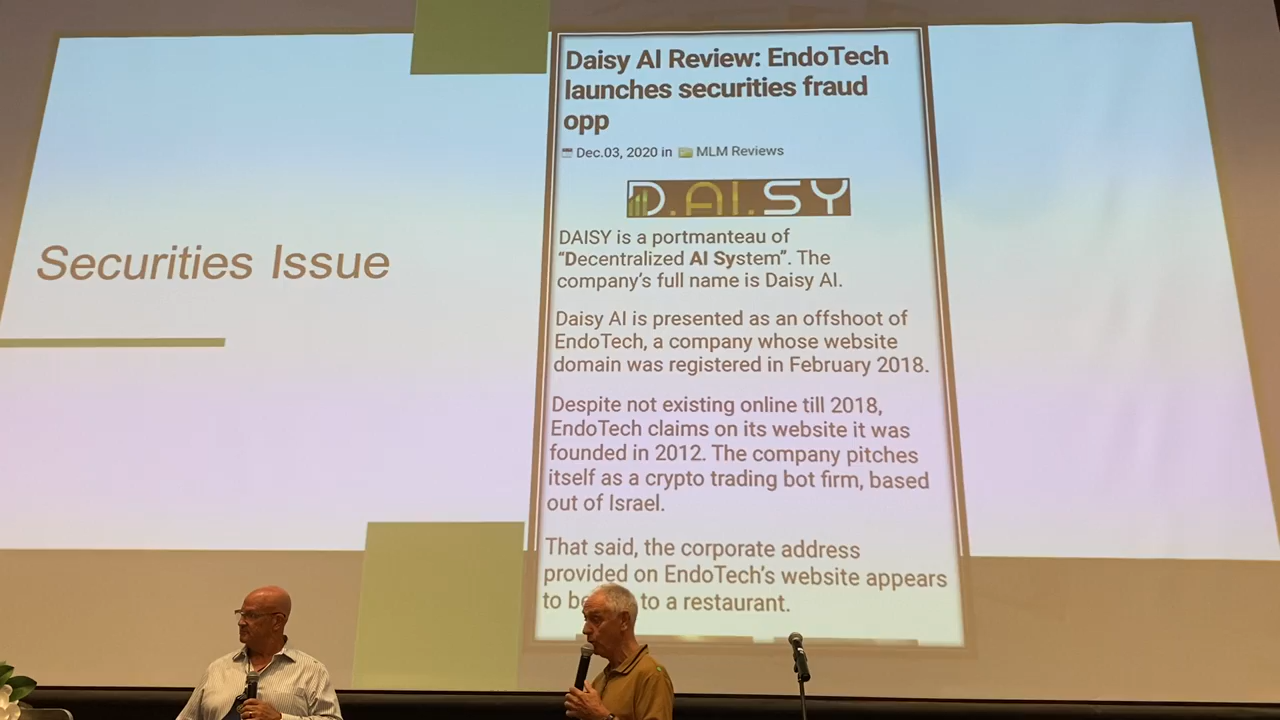 Securities Issue
Daisy AI Review: EndoTech
launches securities fraud
opp
Dec.03, 2020 in MLM Reviews
D.AI.SY
DAISY is a portmanteau of
“Decentralized AI System”. The
company’s full name is Daisy AI.
Daisy AI is presented as an offshoot of
EndoTech, a company whose website
domain was registered in February 2018.
Despite not existing online till 2018,
EndoTech claims on its website it was
founded in 2012. The company pitches
itself as a crypto trading bot firm, based
out of Israel.
That said, the corporate address
provided on EndoTech’s website appears
to to a restaurant.